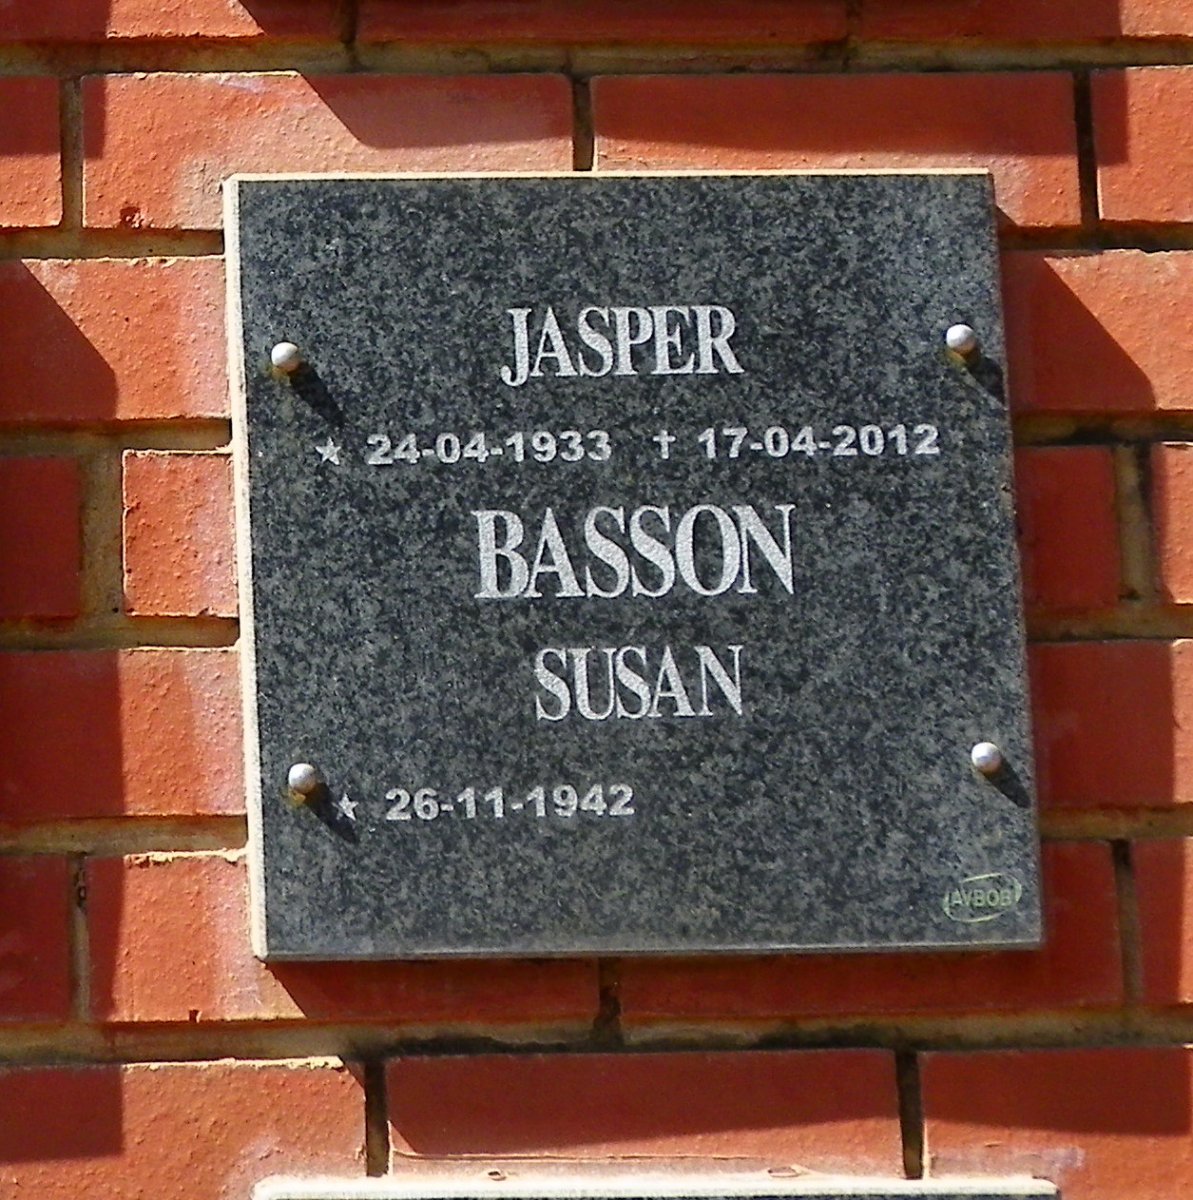 JASPER
★ 24-04-1933 † 17-04-2012
BASSON
SUSAN
★ 26-11-1942
AVBOB